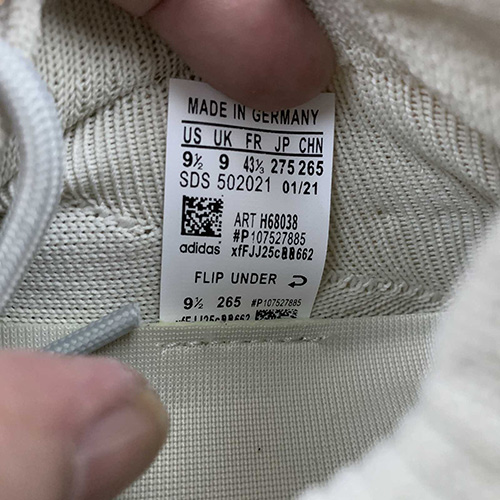 MADE IN GERMANY
US UK FR JP CHN
9½ 9 43⅓ 275 265
SDS 502021 01/21
ART H68038
#P107527885
adidas
FLIP UNDER
9½ 265 #P107527885